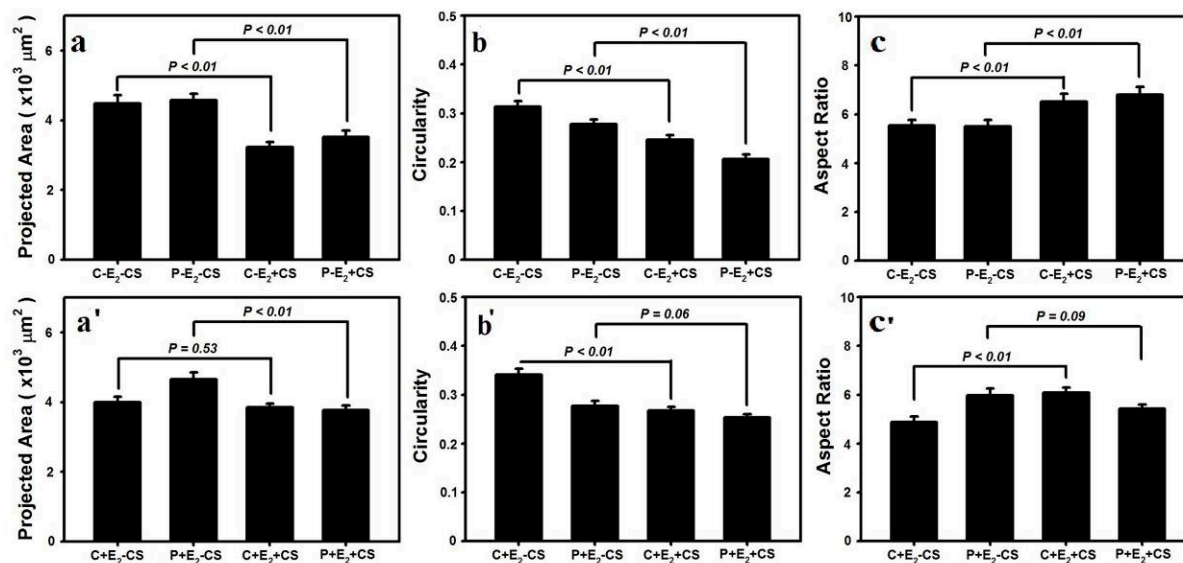 a
Projected Area ( x10³ μm²)
6
4
2
0
P < 0.01
P < 0.01
C-E₂-CS P-E₂-CS C-E₂+CS P-E₂+CS
b
Circularity
0.5
0.4
0.3
0.2
0.1
0
P < 0.01
P < 0.01
C-E₂-CS P-E₂-CS C-E₂+CS P-E₂+CS
c
Aspect Ratio
10
8
6
4
2
0
P < 0.01
P < 0.01
C-E₂-CS P-E₂-CS C-E₂+CS P-E₂+CS
a'
Projected Area ( x10³ μm²)
6
4
2
0
P < 0.01
P = 0.53
C+E₂-CS P+E₂-CS C+E₂+CS P+E₂+CS
b'
Circularity
0.5
0.4
0.3
0.2
0.1
0
P = 0.06
P < 0.01
C+E₂-CS P+E₂-CS C+E₂+CS P+E₂+CS
c'
Aspect Ratio
10
8
6
4
2
0
P = 0.09
P < 0.01
C+E₂-CS P+E₂-CS C+E₂+CS P+E₂+CS